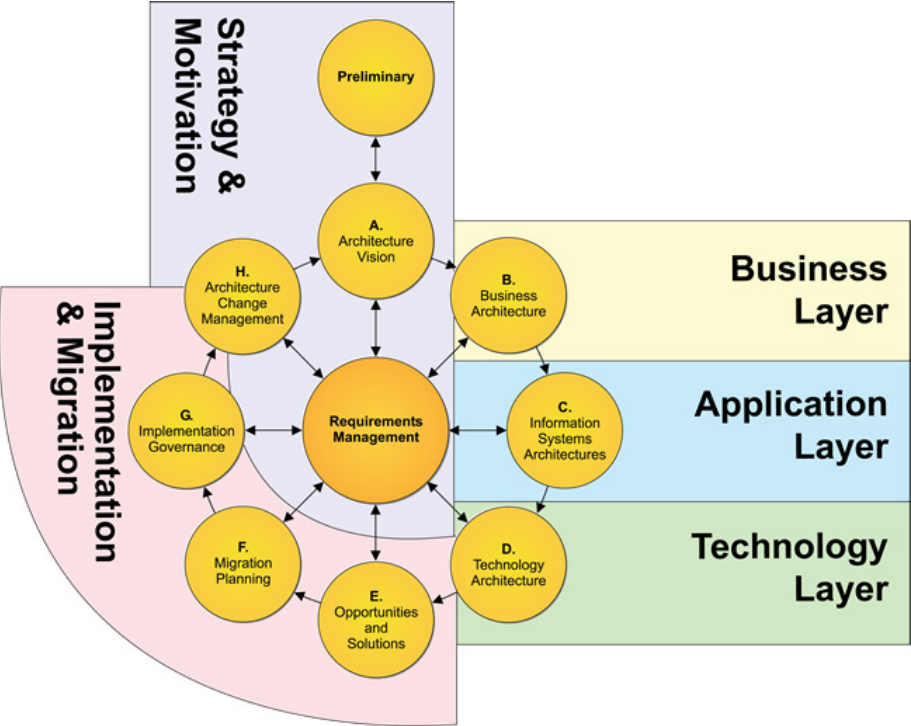 Strategy &
Motivation
Preliminary
A.
Architecture
Vision
H.
Architecture
Change
Management
B.
Business
Architecture
Business
Layer
Implementation
& Migration
G.
Implementation
Governance
Requirements
Management
C.
Information
Systems
Architectures
Application
Layer
F.
Migration
Planning
E.
Opportunities
and
Solutions
D.
Technology
Architecture
Technology
Layer